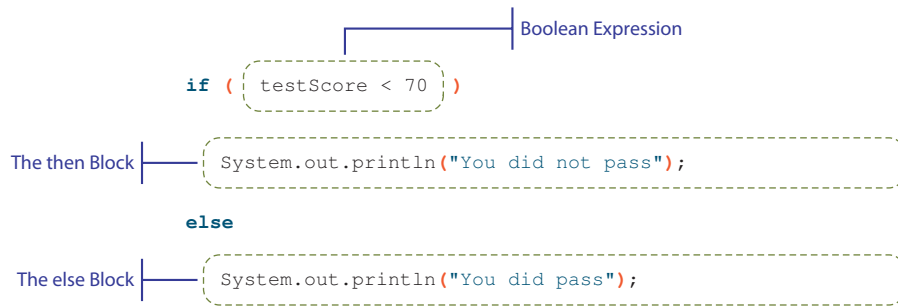 Boolean Expression
if ( testScore < 70 )
The then Block
System.out.println("You did not pass");
else
The else Block
System.out.println("You did pass");